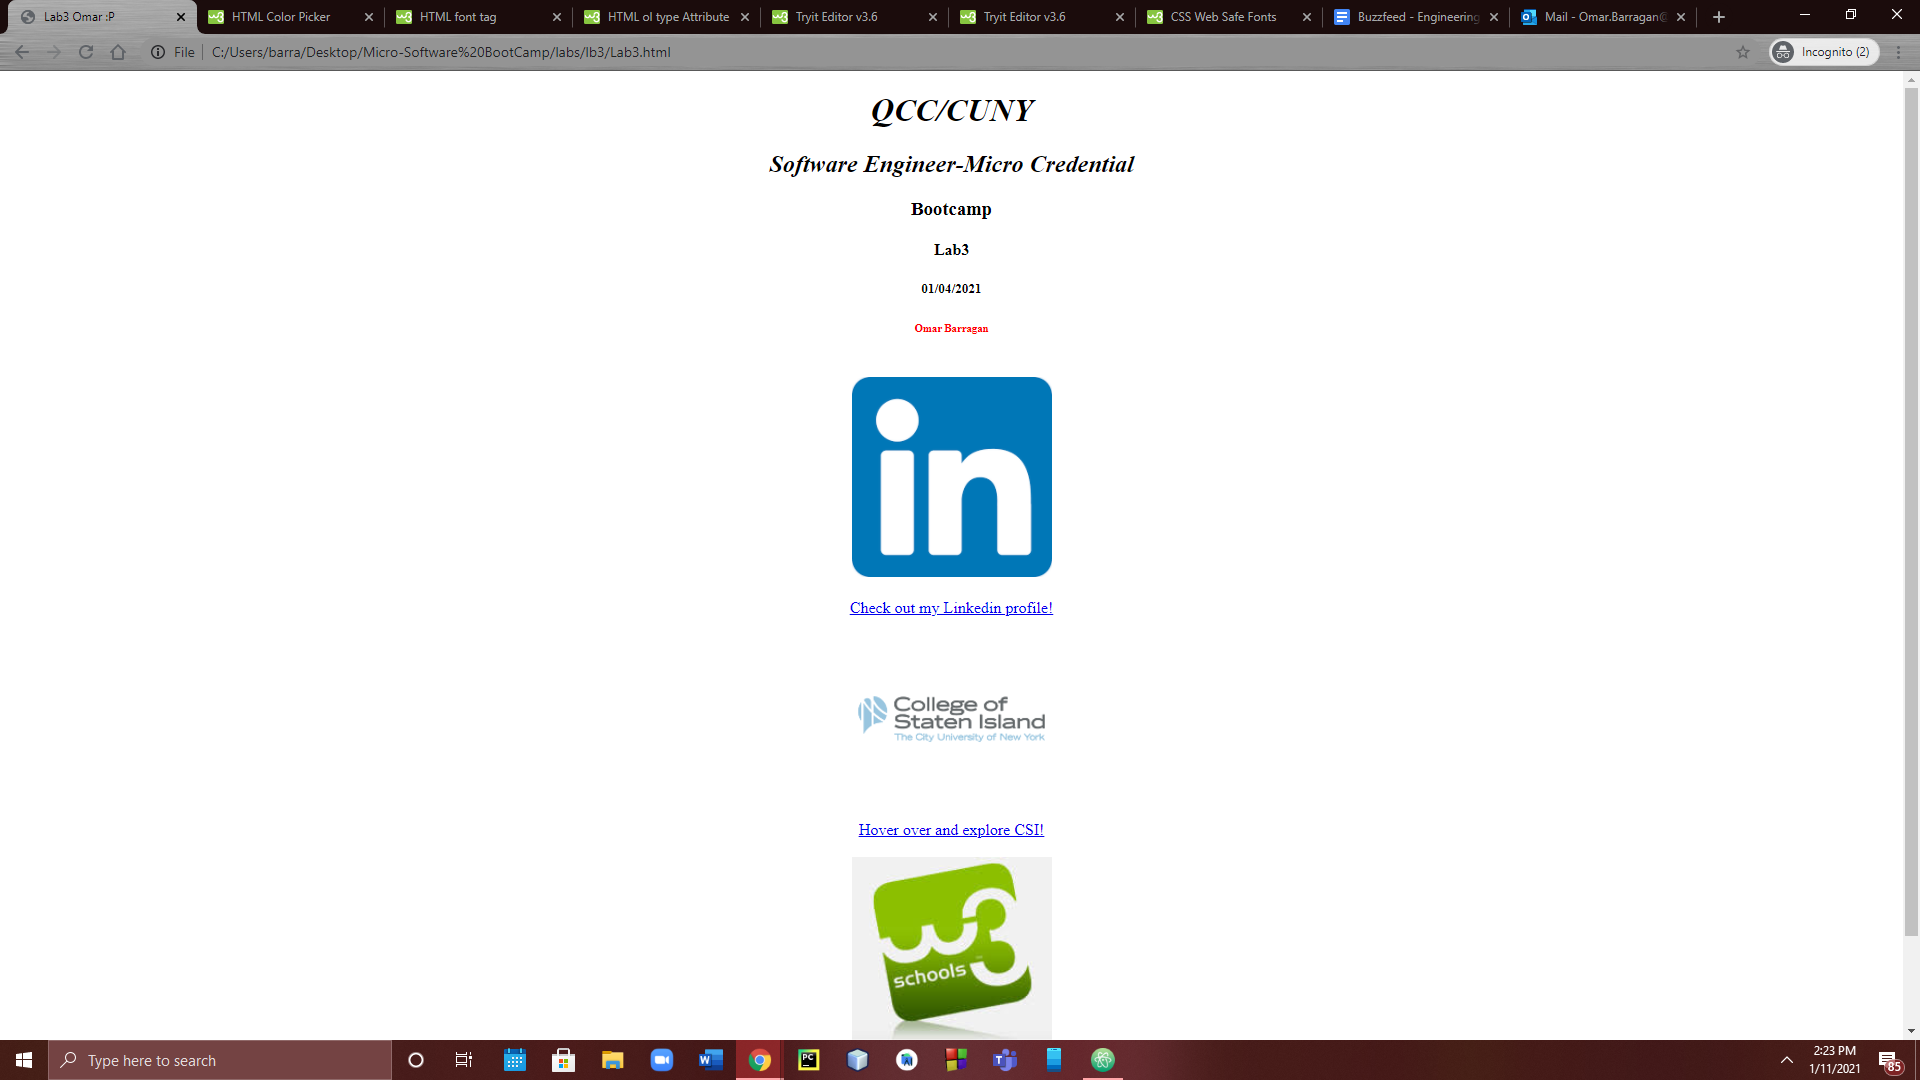 Lab3 Omar :P
HTML Color Picker
HTML font tag
HTML ol type Attribute
Tryit Editor v3.6
Tryit Editor v3.6
CSS Web Safe Fonts
Buzzfeed - Engineering
Mail - Omar.Barragan@
File
C:/Users/barra/Desktop/Micro-Software%20BootCamp/labs/lb3/Lab3.html
Incognito (2)
QCC/CUNY
Software Engineer-Micro Credential
Bootcamp
Lab3
01/04/2021
Omar Barragan
in
Check out my Linkedin profile!
College of
Staten Island
The City University of New York
Hover over and explore CSI!
w3
schools
Type here to search
2:23 PM
1/11/2021
85